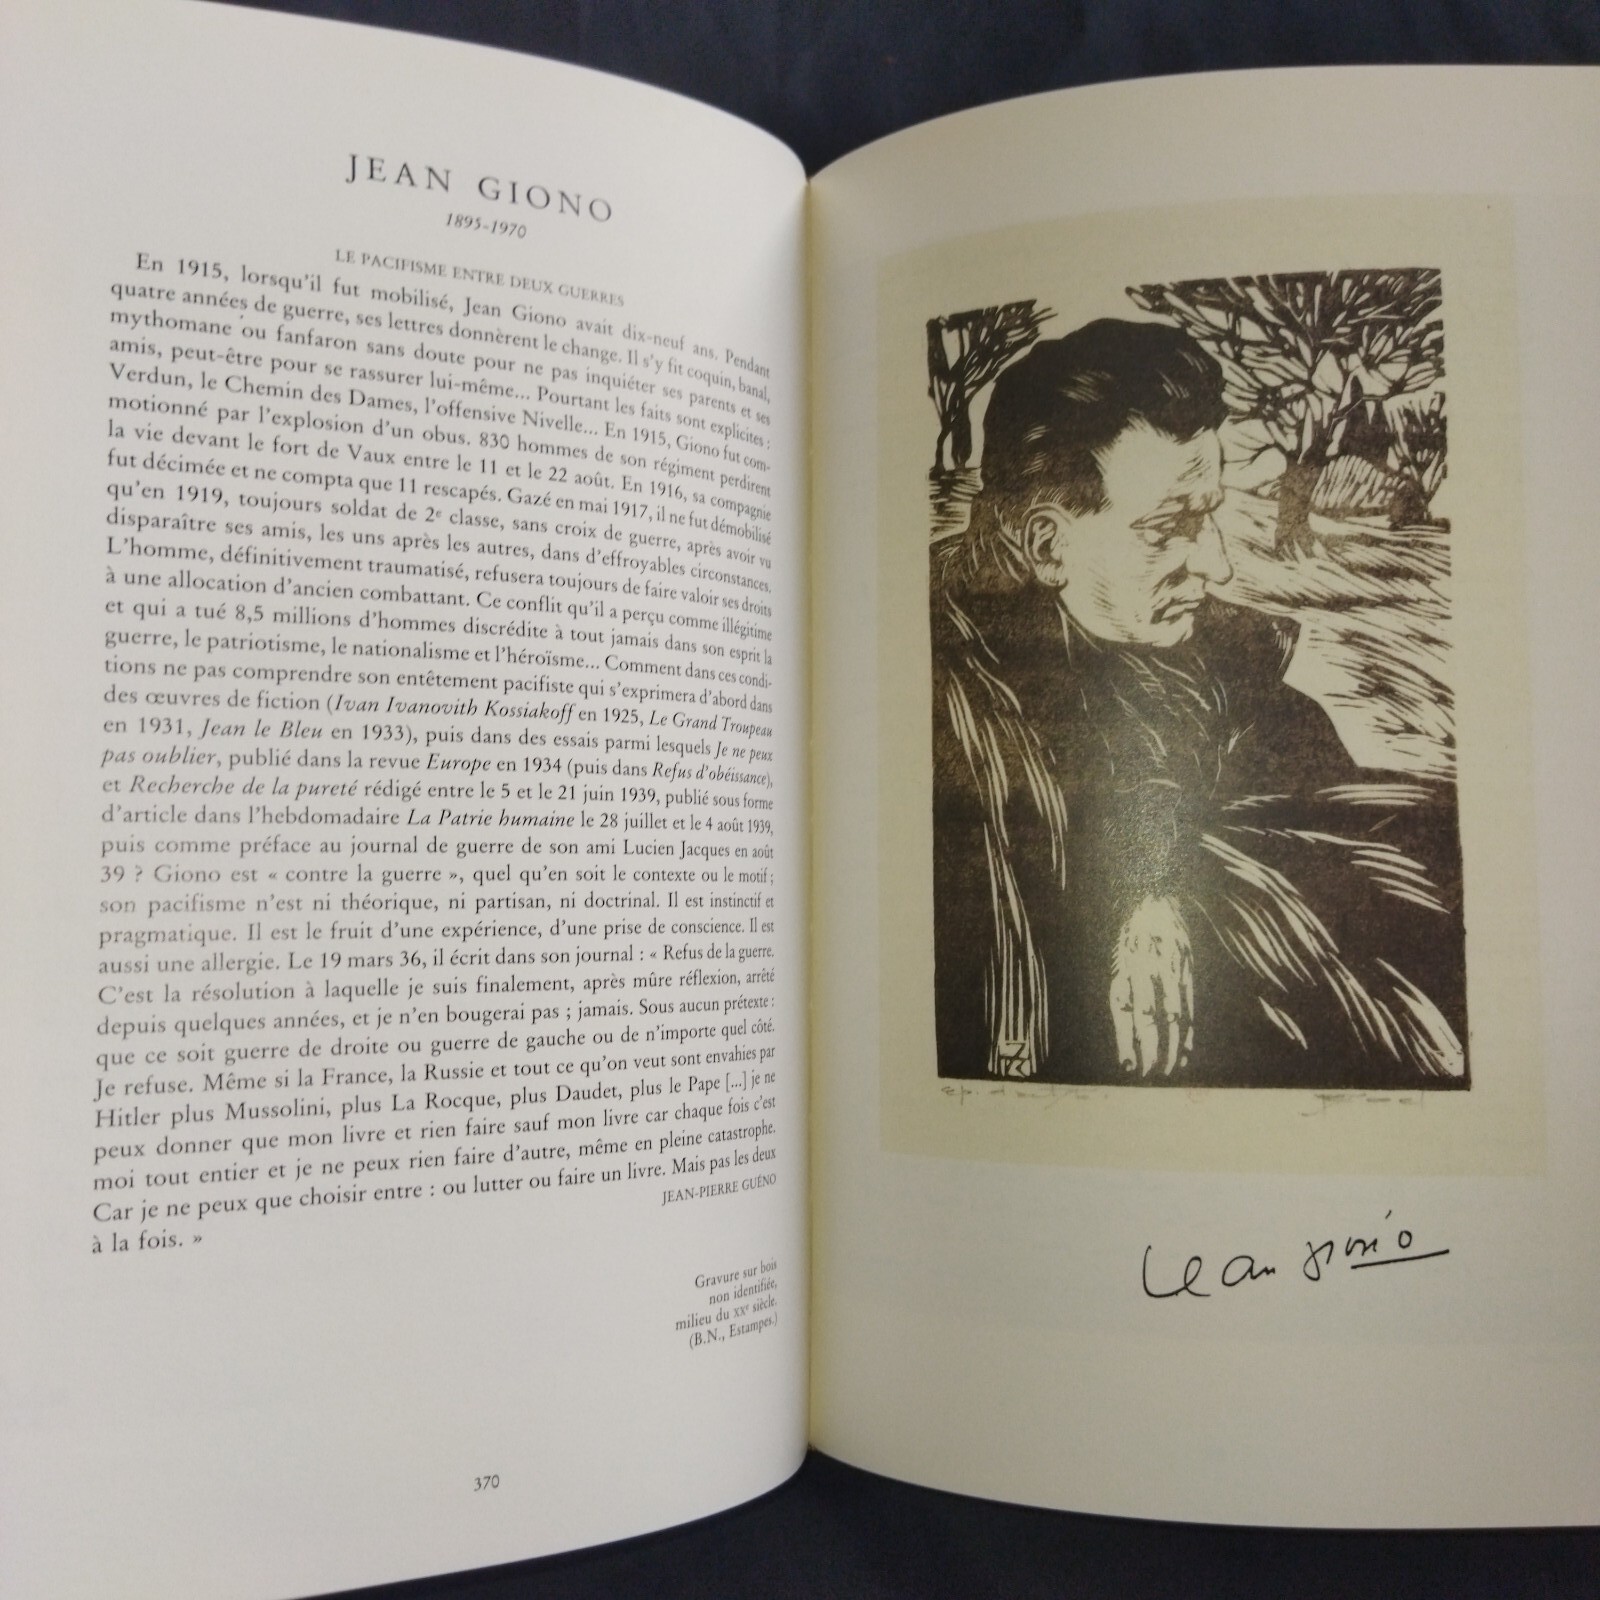 JEAN GIONO
1895-1970
LE PACIFISME ENTRE DEUX GUERRES
En 1915, lorsqu'il fut mobilisé, Jean Giono avait dix-neuf ans. Pendant
quatre années de guerre, ses lettres donnèrent le change. Il s'y fit coquin, banal,
mythomane ou fanfaron sans doute pour ne pas inquiéter ses parents et ses
amis, peut-être pour se rassurer lui-même... Pourtant les faits sont explicites :
Verdun, le Chemin des Dames, l'offensive Nivelle... En 1915, Giono fut com-
motionné par l'explosion d'un obus. 830 hommes de son régiment perdirent
la vie devant le fort de Vaux entre le 11 et le 22 août. En 1916, sa compagnie
fut décimée et ne compta que 11 rescapés. Gazé en mai 1917, il ne fut démobilisé
qu'en 1919, toujours soldat de 2e classe, sans croix de guerre, après avoir vu
disparaître ses amis, les uns après les autres, dans d'effroyables circonstances.
L'homme, définitivement traumatisé, refusera toujours de faire valoir ses droits
à une allocation d'ancien combattant. Ce conflit qu'il a perçu comme illégitime
et qui a tué 8,5 millions d'hommes discrédite à tout jamais dans son esprit la
guerre, le patriotisme, le nationalisme et l'héroïsme... Comment dans ces condi-
tions ne pas comprendre son entêtement pacifiste qui s'exprimera d'abord dans
des œuvres de fiction (Ivan Ivanovith Kossiakoff en 1925, Le Grand Troupeau
en 1931, Jean le Bleu en 1933), puis dans des essais parmi lesquels Je ne peux
pas oublier, publié dans la revue Europe en 1934 (puis dans Refus d'obéissance),
et Recherche de la pureté rédigé entre le 5 et le 21 juin 1939, publié sous forme
d'article dans l'hebdomadaire La Patrie humaine le 28 juillet et le 4 août 1939,
puis comme préface au journal de guerre de son ami Lucien Jacques en août
39 ? Giono est « contre la guerre », quel qu'en soit le contexte ou le motif ;
son pacifisme n'est ni théorique, ni partisan, ni doctrinal. Il est instinctif et
pragmatique. Il est le fruit d'une expérience, d'une prise de conscience. Il est
aussi une allergie. Le 19 mars 36, il écrit dans son journal : « Refus de la guerre.
C'est la résolution à laquelle je suis finalement, après mûre réflexion, arrêté
depuis quelques années, et je n'en bougerai pas ; jamais. Sous aucun prétexte :
que ce soit guerre de droite ou guerre de gauche ou de n'importe quel côté.
Je refuse. Même si la France, la Russie et tout ce qu'on veut sont envahies par
Hitler plus Mussolini, plus La Rocque, plus Daudet, plus le Pape [...] je ne
peux donner que mon livre et rien faire sauf mon livre car chaque fois c'est
moi tout entier et je ne peux rien faire d'autre, même en pleine catastrophe.
Car je ne peux que choisir entre : ou lutter ou faire un livre. Mais pas les deux
à la fois. »
JEAN-PIERRE GUÉNO
Gravure sur bois
non identifiée,
milieu du XXe siècle.
(B.N., Estampes.)
370
Jean Giono